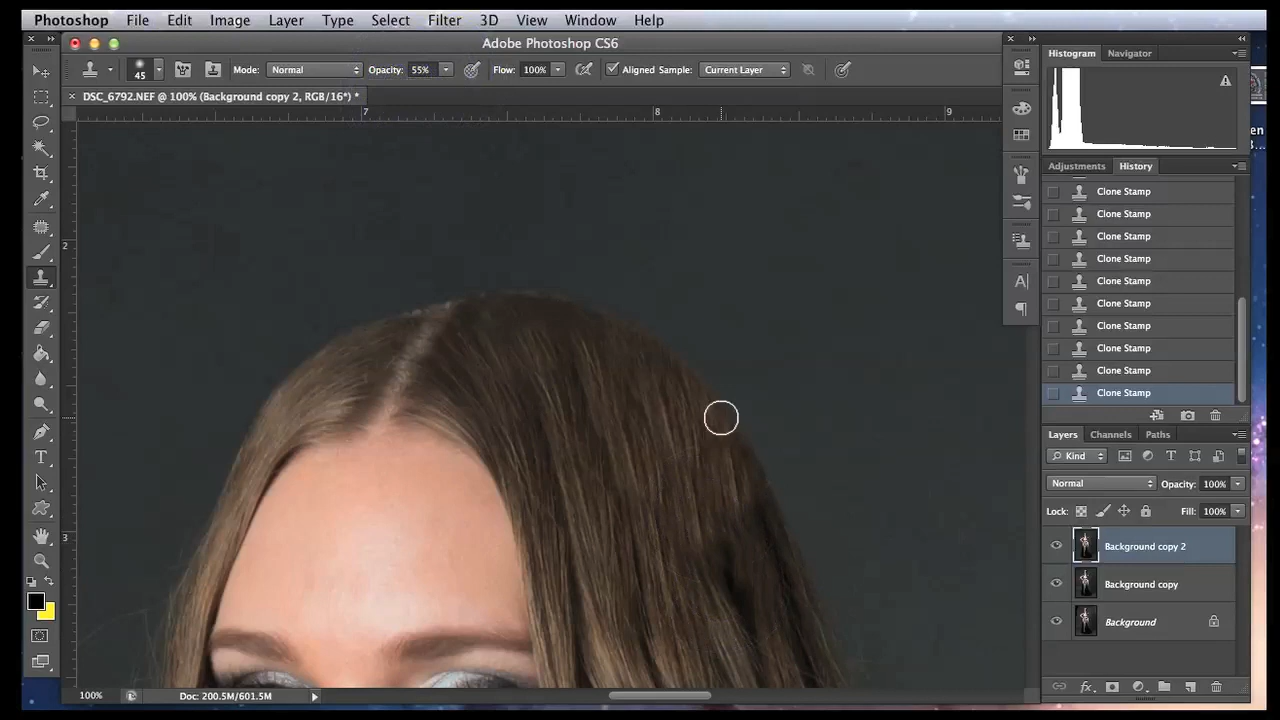 Photoshop File Edit Image Layer Type Select Filter 3D View Window Help
Adobe Photoshop CS6
45 Mode: Normal Opacity: 55% Flow: 100% Aligned Sample: Current Layer
DSC_6792.NEF @ 100% (Background copy 2, RGB/16*) *
7 8 9
2
3
Histogram Navigator
Adjustments History
Clone Stamp
Clone Stamp
Clone Stamp
Clone Stamp
Clone Stamp
Clone Stamp
Clone Stamp
Clone Stamp
Clone Stamp
Clone Stamp
Layers Channels Paths
Kind
Normal Opacity: 100%
Lock: Fill: 100%
Background copy 2
Background copy
Background
100% Doc: 200.5M/601.5M